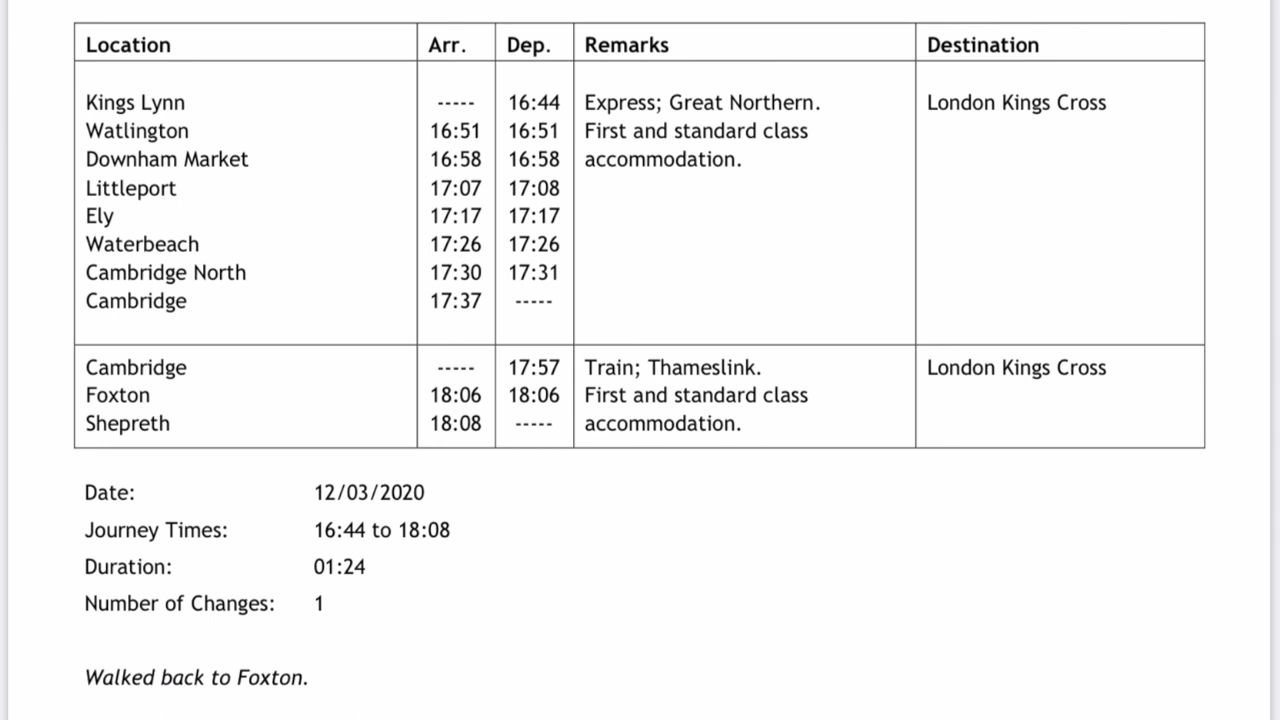 Location Arr. Dep. Remarks Destination
Kings Lynn ----- 16:44 Express; Great Northern. London Kings Cross
Watlington 16:51 16:51 First and standard class
Downham Market 16:58 16:58 accommodation.
Littleport 17:07 17:08
Ely 17:17 17:17
Waterbeach 17:26 17:26
Cambridge North 17:30 17:31
Cambridge 17:37 -----
Cambridge ----- 17:57 Train; Thameslink. London Kings Cross
Foxton 18:06 18:06 First and standard class
Shepreth 18:08 ----- accommodation.
Date: 12/03/2020
Journey Times: 16:44 to 18:08
Duration: 01:24
Number of Changes: 1
Walked back to Foxton.